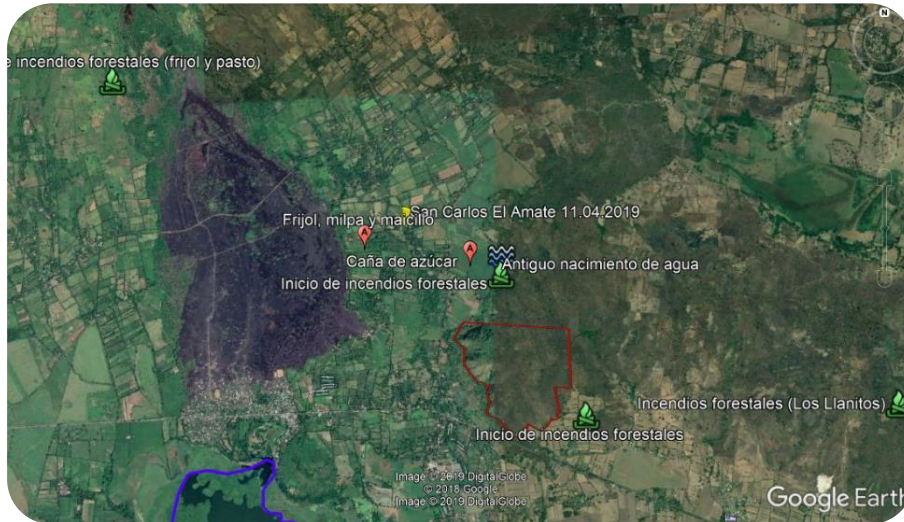 N
e incendios forestales (frijol y pasto)
San Carlos El Amate 11.04.2019
Frijol, milpa y maicillo
A
A
Caña de azúcar
Antiguo nacimiento de agua
Inicio de incendios forestales
Incendios forestales (Los Llanitos)
Inicio de incendios forestales
Image © 2019 DigitalGlobe
© 2018 Google
Image © 2019 DigitalGlobe
Google Earth